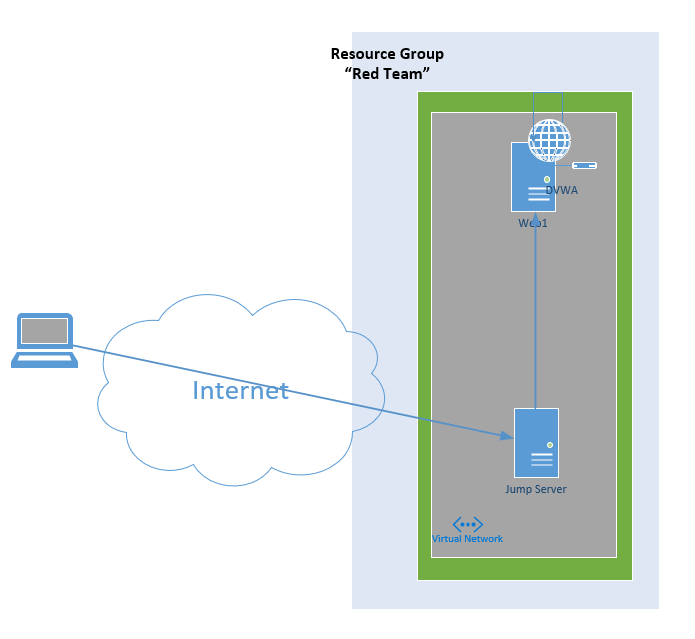 Resource Group
“Red Team”
DVWA
Web1
Internet
Jump Server
Virtual Network